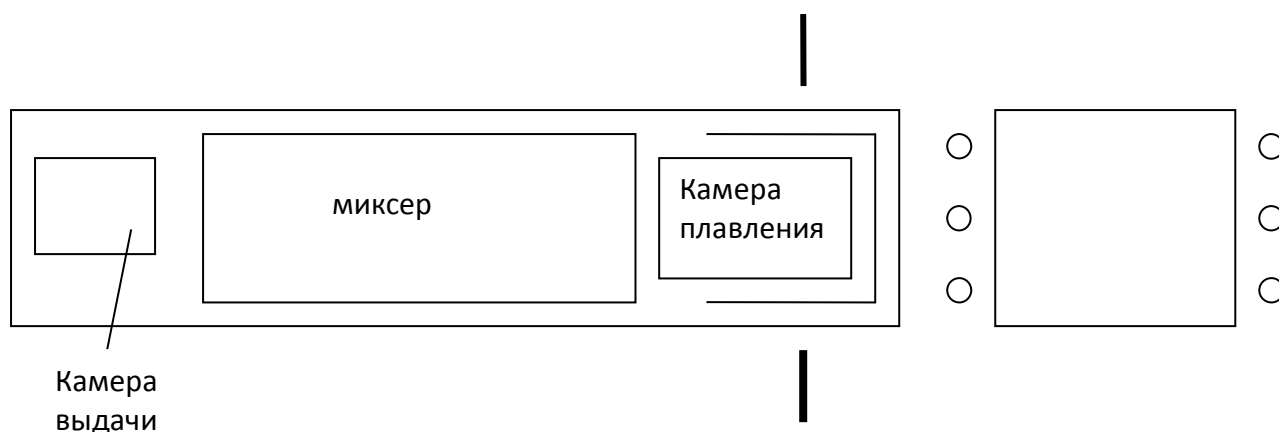 миксер
Камера
плавления
Камера
выдачи